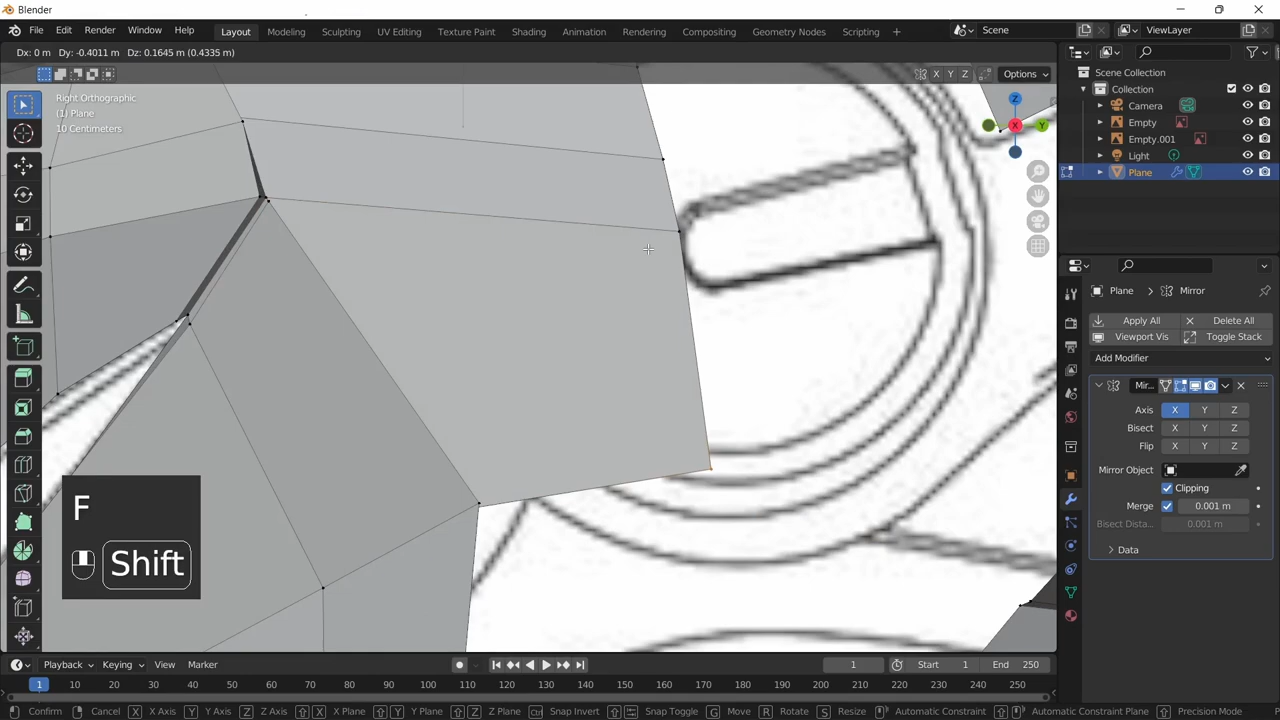 Blender
File Edit Render Window Help Layout Modeling Sculpting UV Editing Texture Paint Shading Animation Rendering Compositing Geometry Nodes Scripting + Scene ViewLayer
Dx: 0 m Dy: -0.4011 m Dz: 0.1645 m (0.4335 m)
X Y Z Options
Right Orthographic
(1) Plane
10 Centimeters
Z
X
Y
Scene Collection
Collection
Camera
Empty
Empty.001
Light
Plane
Plane > Mirror
Apply All Delete All
Viewport Vis Toggle Stack
Add Modifier
Mir...
Axis X Y Z
Bisect X Y Z
Flip X Y Z
Mirror Object
Clipping
Merge 0.001 m
Bisect Dista... 0.001 m
Data
F
Shift
Playback Keying View Marker 1 Start 1 End 250
1 10 20 30 40 50 60 70 80 90 100 110 120 130 140 150 160 170 180 190 200 210 220 230 240 250
Confirm Cancel X X Axis Y Y Axis Z Z Axis X X Plane Y Y Plane Z Z Plane Ctrl Snap Invert Snap Toggle G Move R Rotate S Resize Automatic Constraint Automatic Constraint Plane Precision Mode